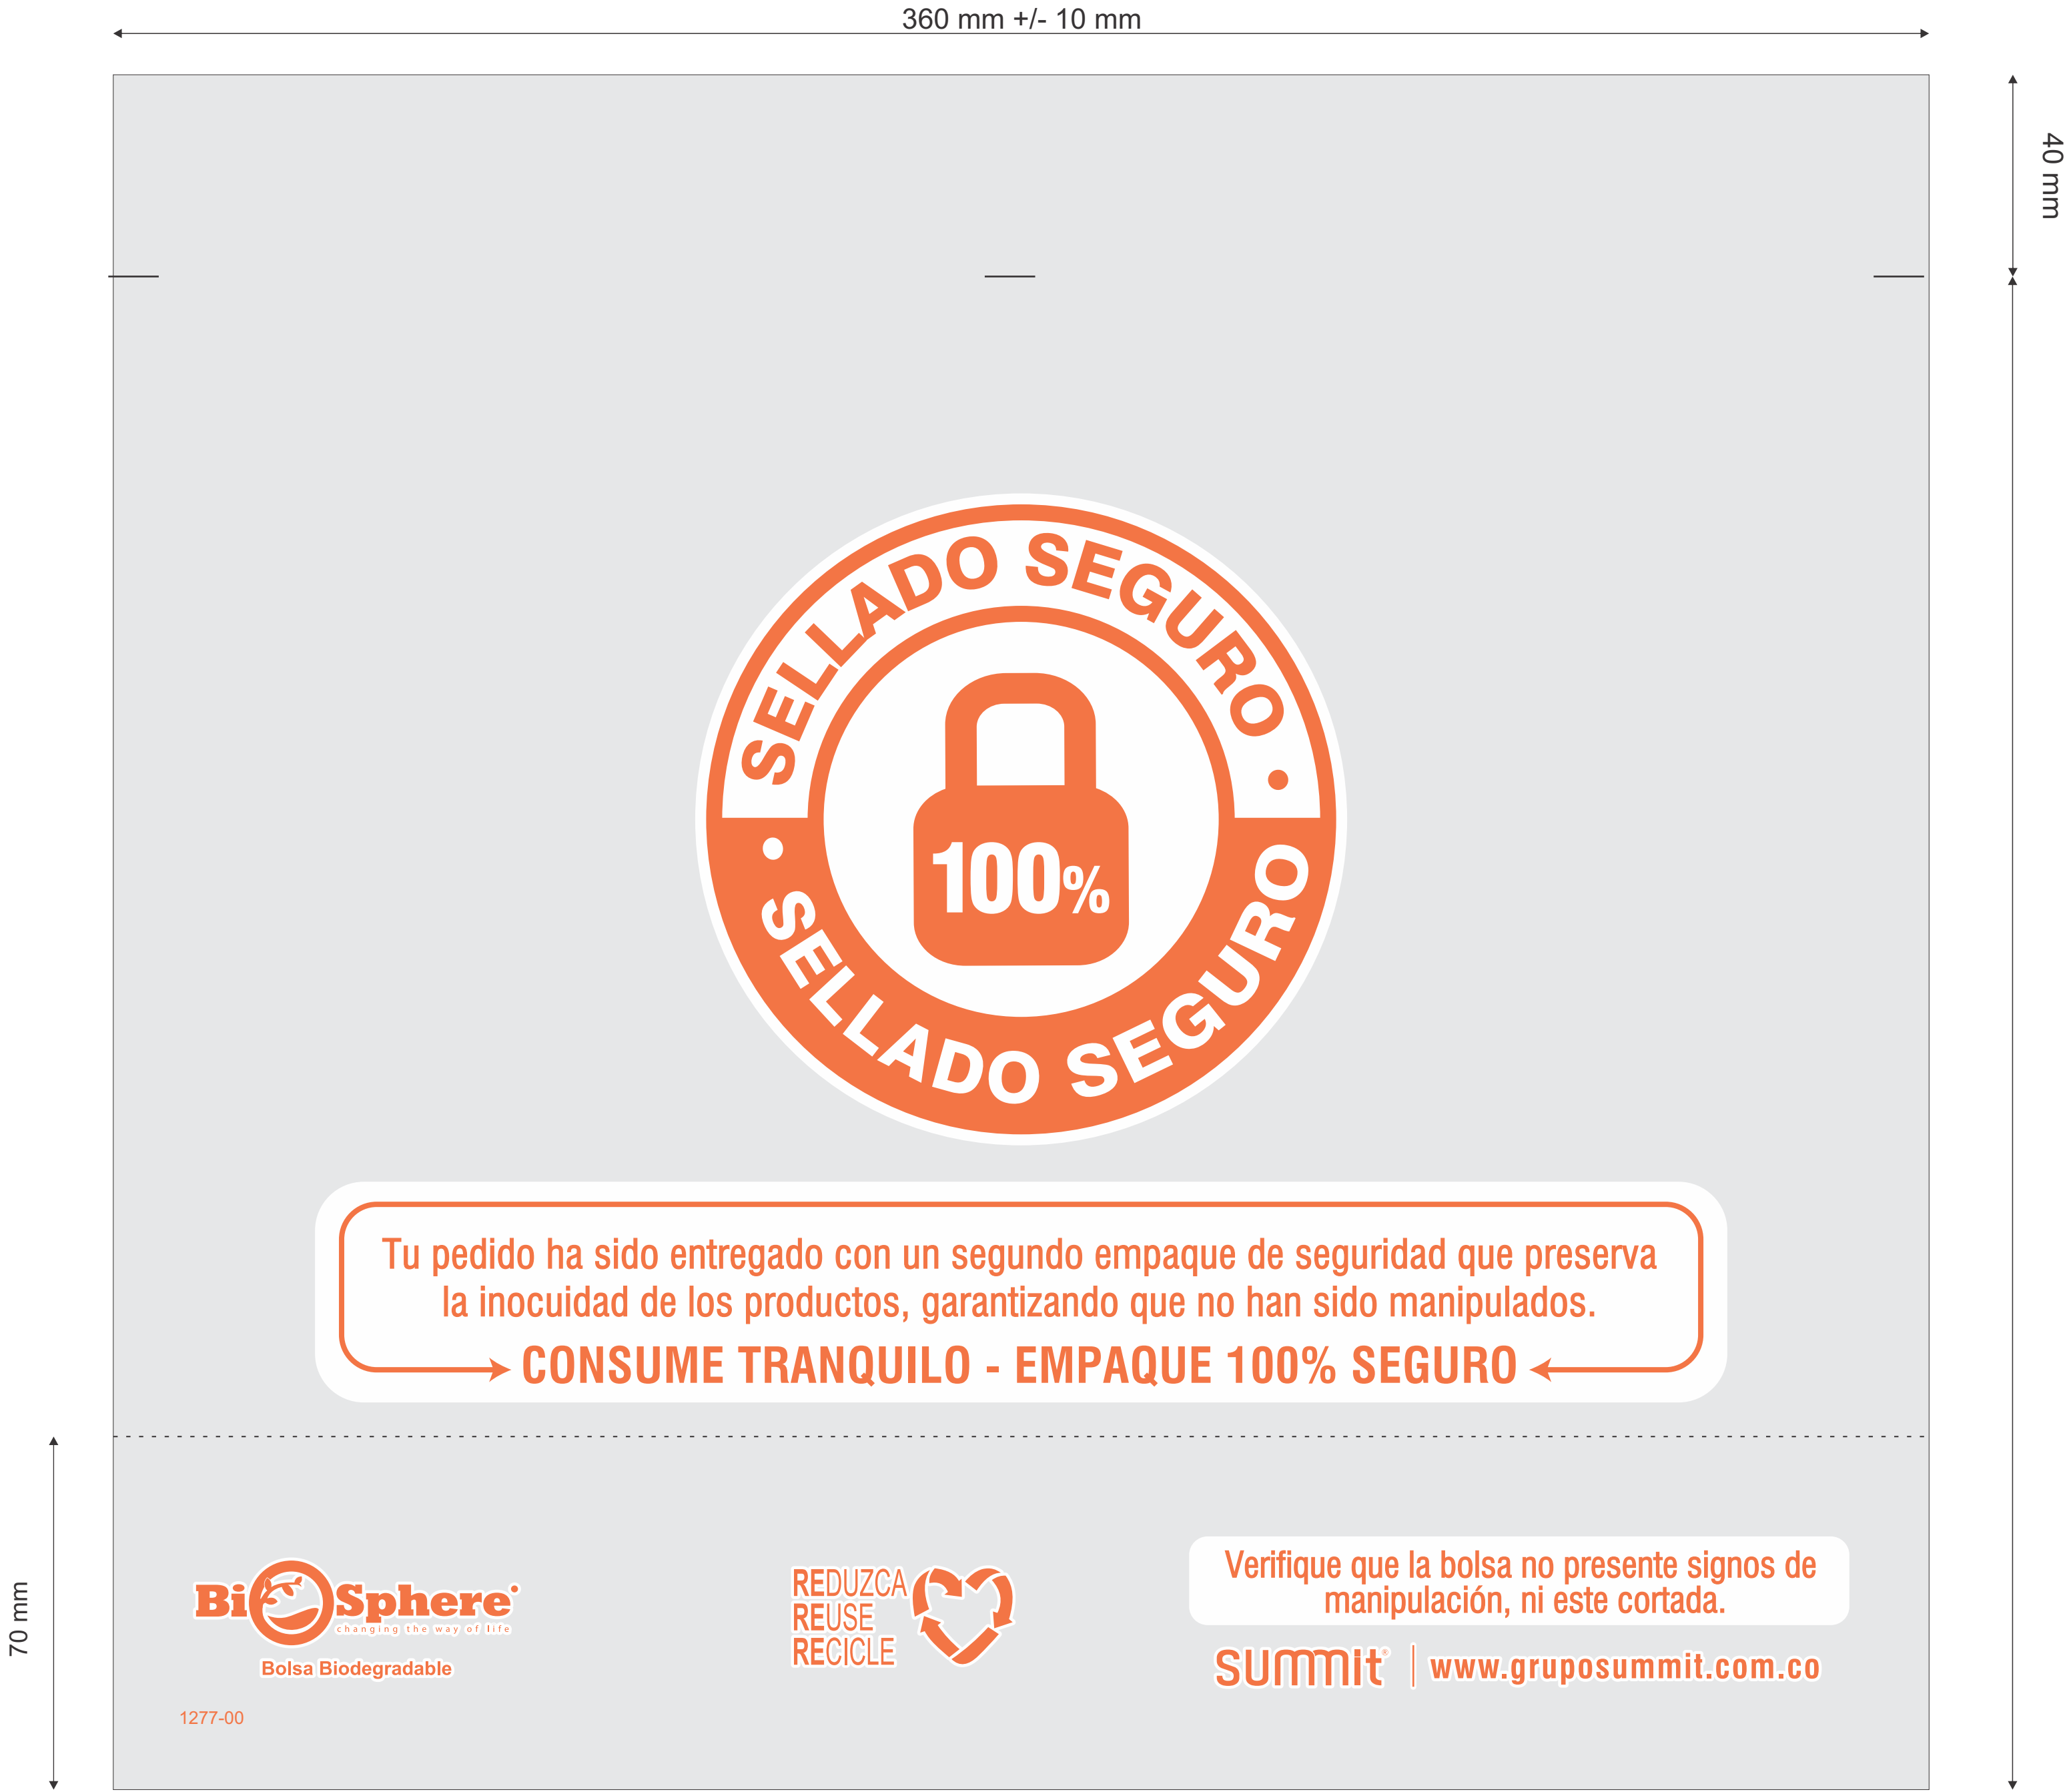 360 mm +/- 10 mm
40 mm
SELLADO SEGURO •
100%
• SELLADO SEGURO
Tu pedido ha sido entregado con un segundo empaque de seguridad que preserva
la inocuidad de los productos, garantizando que no han sido manipulados.
CONSUME TRANQUILO - EMPAQUE 100% SEGURO
70 mm
BiOSphere
changing the way of life
Bolsa Biodegradable
1277-00
REDUZCA
REUSE
RECICLE
Verifique que la bolsa no presente signos de
manipulación, ni este cortada.
summit® | www.gruposummit.com.co